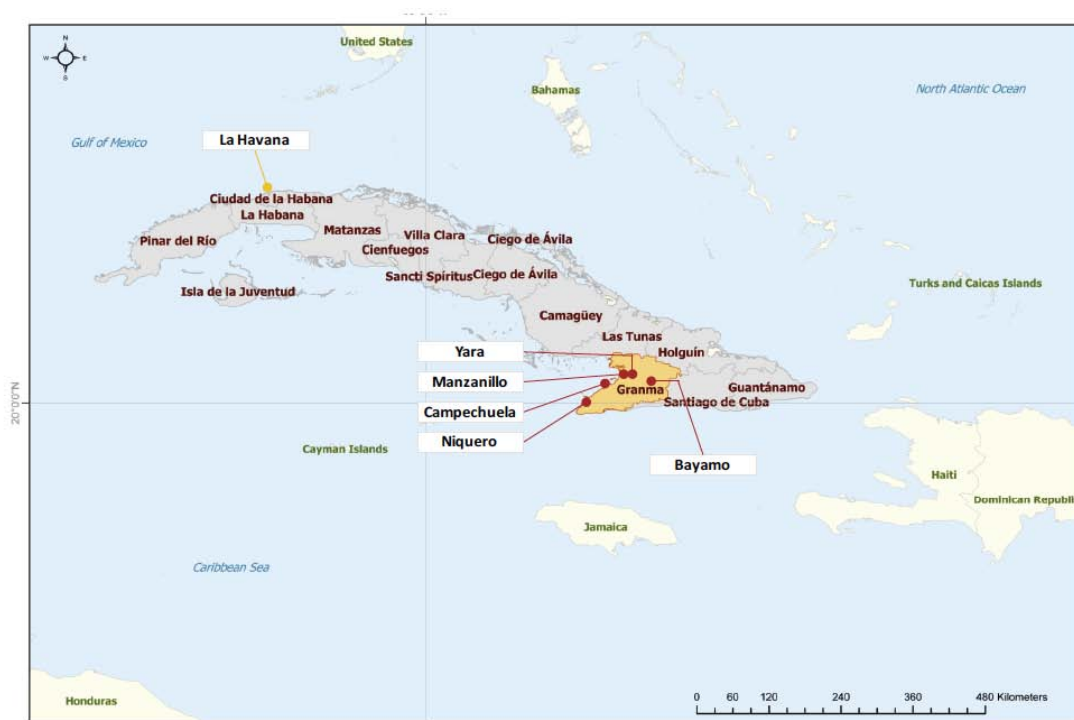 United States
N
W
E
S
Bahamas
North Atlantic Ocean
Gulf of Mexico
La Havana
Ciudad de la Habana
La Habana
Matanzas
Villa Clara
Ciego de Ávila
Pinar del Río
Cienfuegos
Sancti Spíritus
Ciego de Ávila
Isla de la Juventud
Turks and Caicas Islands
Camagüey
Las Tunas
Yara
Holguín
Manzanillo
Granma
Guantánamo
Santiago de Cuba
Campechuela
20°0'0"N
Niquero
Cayman Islands
Bayamo
Haiti
Dominican Republi
Jamaica
Caribbean Sea
Honduras
0 60 120 240 360 480 Kilometers